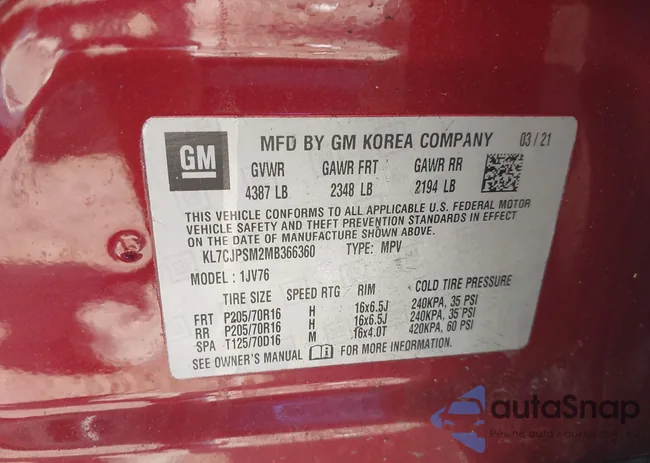 GM
MFD BY GM KOREA COMPANY 03/21
GVWR GAWR FRT GAWR RR
4387 LB 2348 LB 2194 LB
THIS VEHICLE CONFORMS TO ALL APPLICABLE U.S. FEDERAL MOTOR
VEHICLE SAFETY AND THEFT PREVENTION STANDARDS IN EFFECT
ON THE DATE OF MANUFACTURE SHOWN ABOVE.
KL7CJPSM2MB366360 TYPE: MPV
MODEL: 1JV76
TIRE SIZE SPEED RTG RIM COLD TIRE PRESSURE
FRT P205/70R16 H 16x6.5J 240KPA, 35 PSI
RR P205/70R16 H 16x6.5J 240KPA, 35 PSI
SPA T125/70D16 M 16x4.0T 420KPA, 60 PSI
SEE OWNER'S MANUAL FOR MORE INFORMATION.
autaSnap
Pewne auta